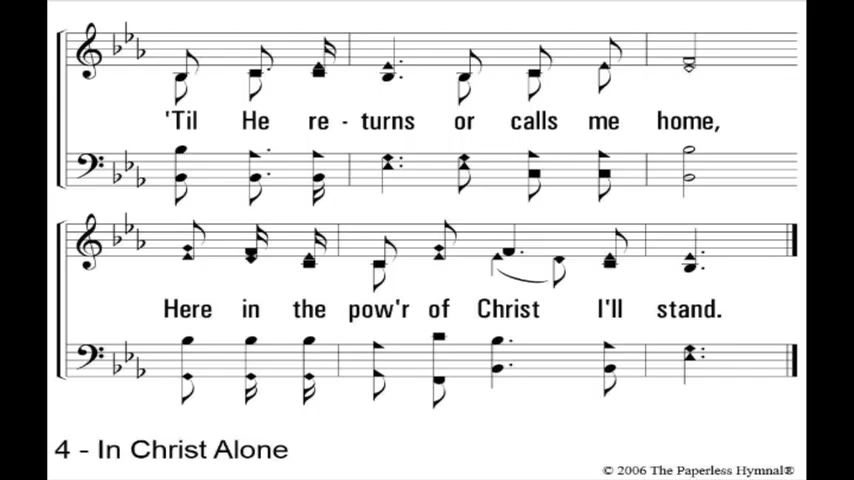 'Til He re - turns or calls me home,
Here in the pow'r of Christ I'll stand.
4 - In Christ Alone
© 2006 The Paperless Hymnal®